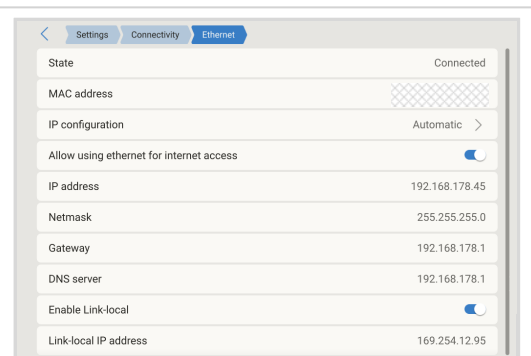 Settings Connectivity Ethernet
State Connected
MAC address
IP configuration Automatic
Allow using ethernet for internet access
IP address 192.168.178.45
Netmask 255.255.255.0
Gateway 192.168.178.1
DNS server 192.168.178.1
Enable Link-local
Link-local IP address 169.254.12.95